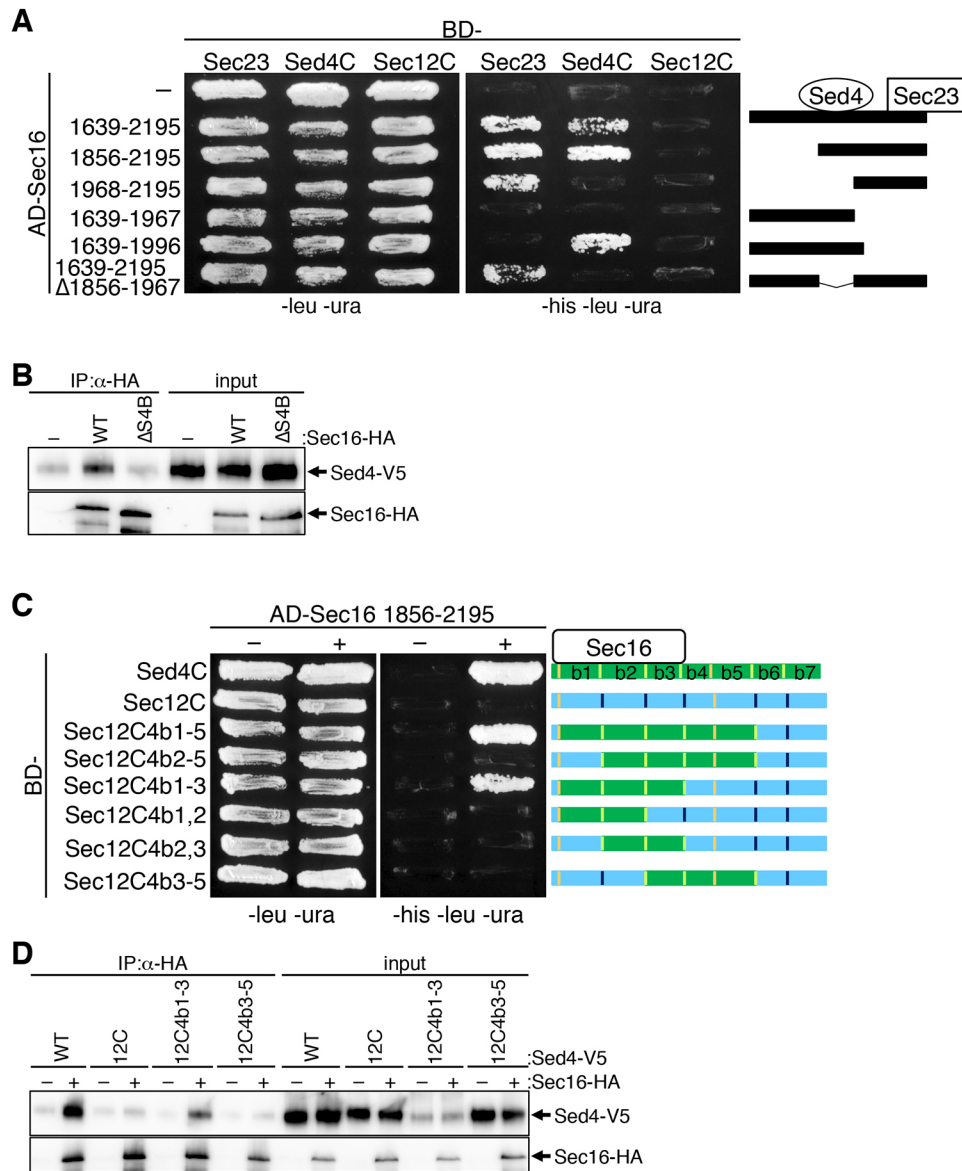 A
BD-
Sec23 Sed4C Sec12C Sec23 Sed4C Sec12C
AD-Sec16
–
1639-2195
1856-2195
1968-2195
1639-1967
1639-1996
1639-2195
Δ1856-1967
-leu -ura -his -leu -ura
Sed4 Sec23
B
IP:α-HA input
– WT ΔS4B – WT ΔS4B :Sec16-HA
Sed4-V5
Sec16-HA
C
AD-Sec16 1856-2195
– + – +
Sec16
b1 b2 b3 b4 b5 b6 b7
BD-
Sed4C
Sec12C
Sec12C4b1-5
Sec12C4b2-5
Sec12C4b1-3
Sec12C4b1,2
Sec12C4b2,3
Sec12C4b3-5
-leu -ura -his -leu -ura
D
IP:α-HA input
WT 12C 12C4b1-3 12C4b3-5 WT 12C 12C4b1-3 12C4b3-5 :Sed4-V5
– + – + – + – + – + – + – + – + :Sec16-HA
Sed4-V5
Sec16-HA